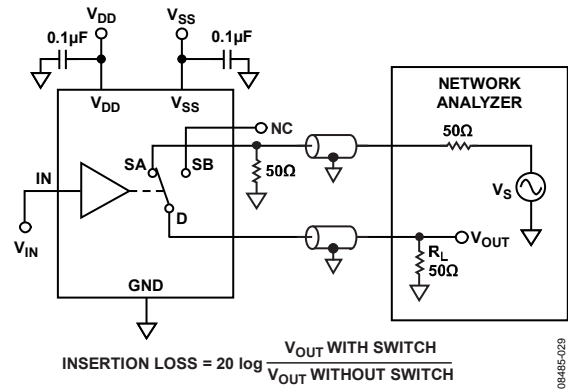 VDD
VSS
0.1µF
0.1µF
VDD
VSS
NC
NETWORK
ANALYZER
50Ω
SA
SB
50Ω
IN
VS
D
VIN
VOUT
RL
50Ω
GND
INSERTION LOSS = 20 log VOUT WITH SWITCH
VOUT WITHOUT SWITCH
08485-029